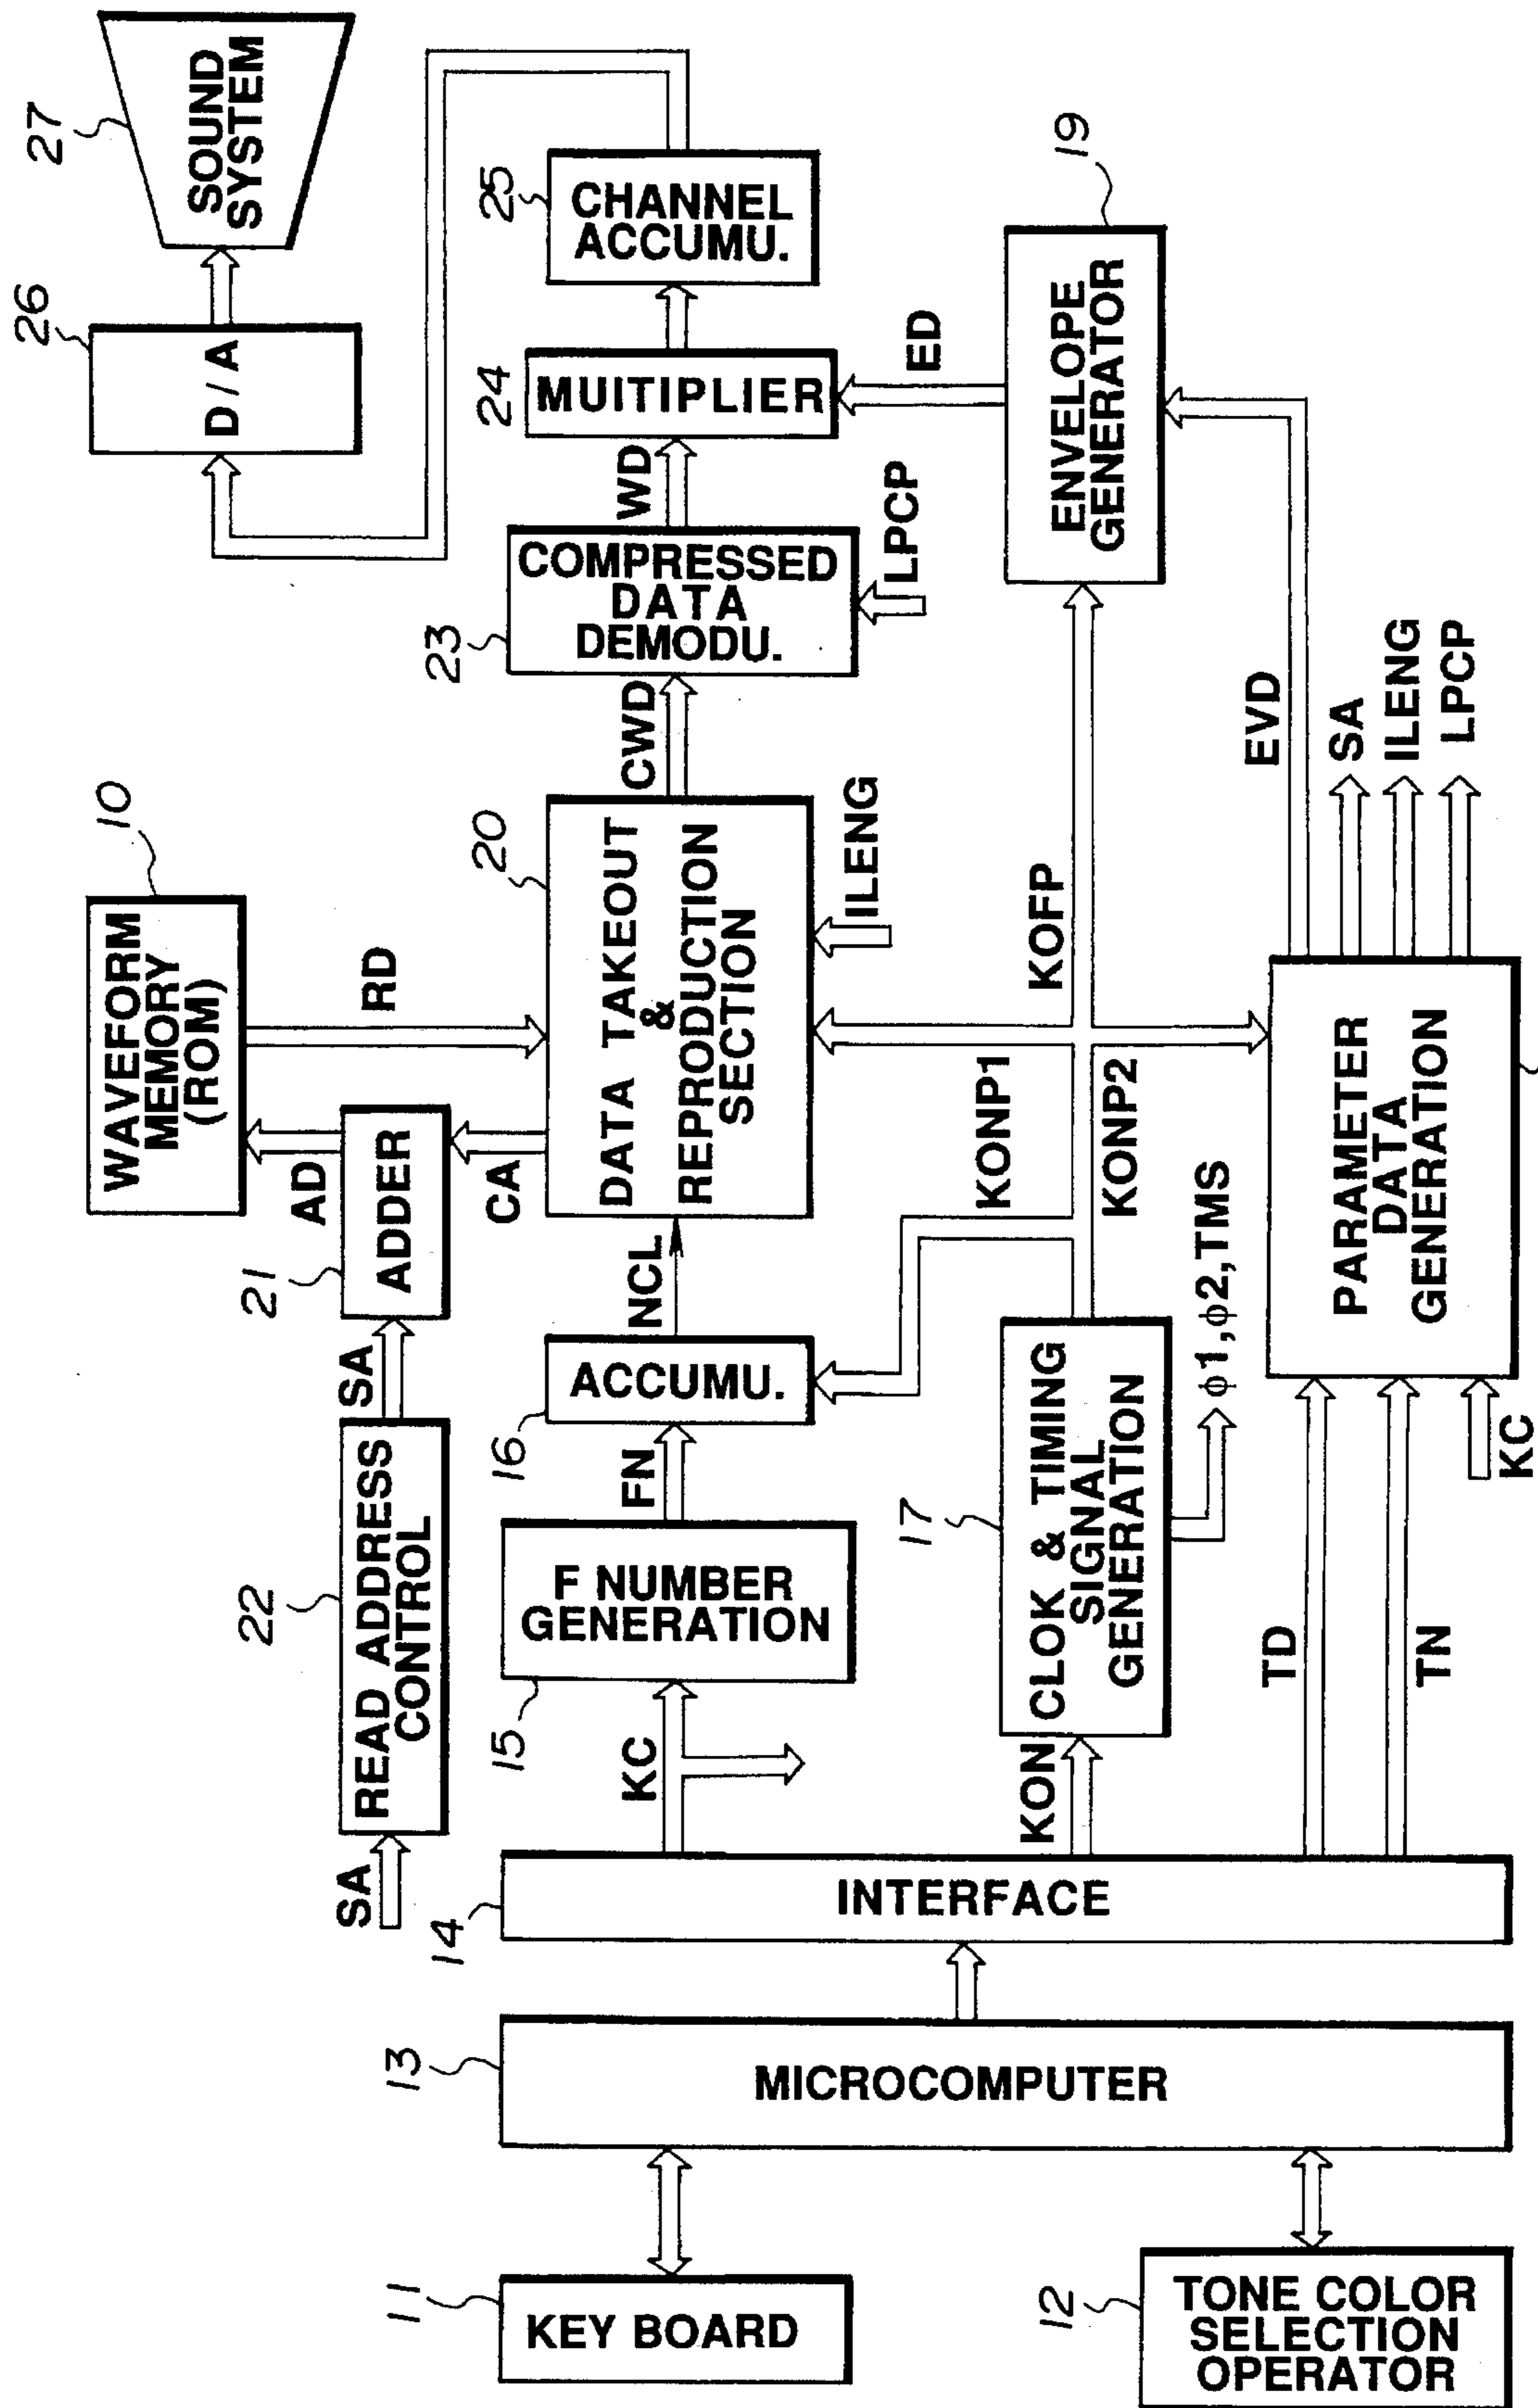 27
SOUND
SYSTEM
26
D/A
25
CHANNEL
ACCUMU.
24
MUITIPLIER
WD
ED
23
COMPRESSED
DATA
DEMODU.
LPCP
CWD
19
ENVELOPE
GENERATOR
EVD
SA
ILENG
LPCP
10
WAVEFORM
MEMORY
(ROM)
RD
AD
20
DATA TAKEOUT
&
REPRODUCTION
SECTION
ILENG
CA
21
ADDER
SA
22
READ ADDRESS
CONTROL
SA
NCL
16
ACCUMU.
FN
15
F NUMBER
GENERATION
KC
KOFP
KONP1
KONP2
17
CLOK & TIMING
SIGNAL
GENERATION
ϕ1,ϕ2,TMS
KON
PARAMETER
DATA
GENERATION
TD
TN
KC
14
INTERFACE
13
MICROCOMPUTER
11
KEY BOARD
12
TONE COLOR
SELECTION
OPERATOR